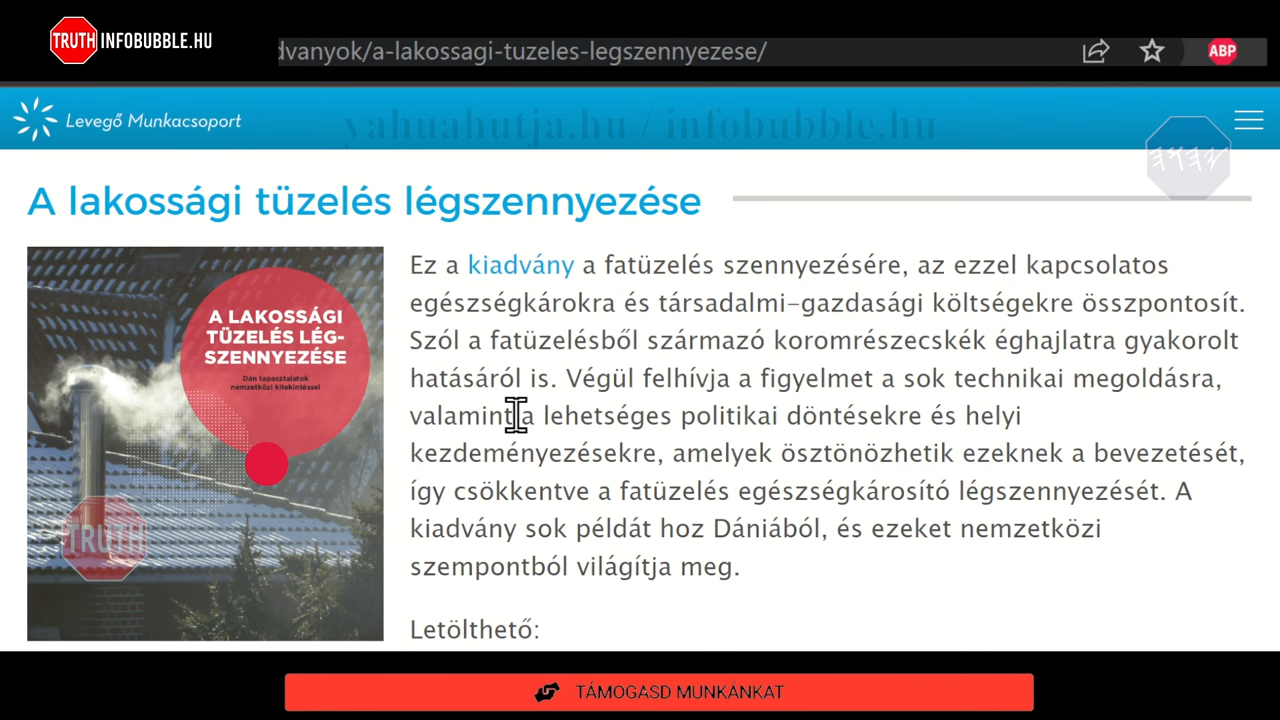 TRUTH INFOBUBBLE.HU
dvanyok/a-lakossagi-tuzeles-legszennyezese/
ABP
Levegő Munkacsoport
yahuahutja.hu / infobubble.hu
A lakossági tüzelés légszennyezése
A LAKOSSÁGI
TÜZELÉS LÉG-
SZENNYEZÉSE
Dán tapasztalatok
nemzetközi kitekintéssel
TRUTH
Ez a kiadvány a fatüzelés szennyezésére, az ezzel kapcsolatos
egészségkárokra és társadalmi-gazdasági költségekre összpontosít.
Szól a fatüzelésből származó koromrészecskék éghajlatra gyakorolt
hatásáról is. Végül felhívja a figyelmet a sok technikai megoldásra,
valamint a lehetséges politikai döntésekre és helyi
kezdeményezésekre, amelyek ösztönözhetik ezeknek a bevezetését,
így csökkentve a fatüzelés egészségkárosító légszennyezését. A
kiadvány sok példát hoz Dániából, és ezeket nemzetközi
szempontból világítja meg.
Letölthető:
TÁMOGASD MUNKÁNKAT